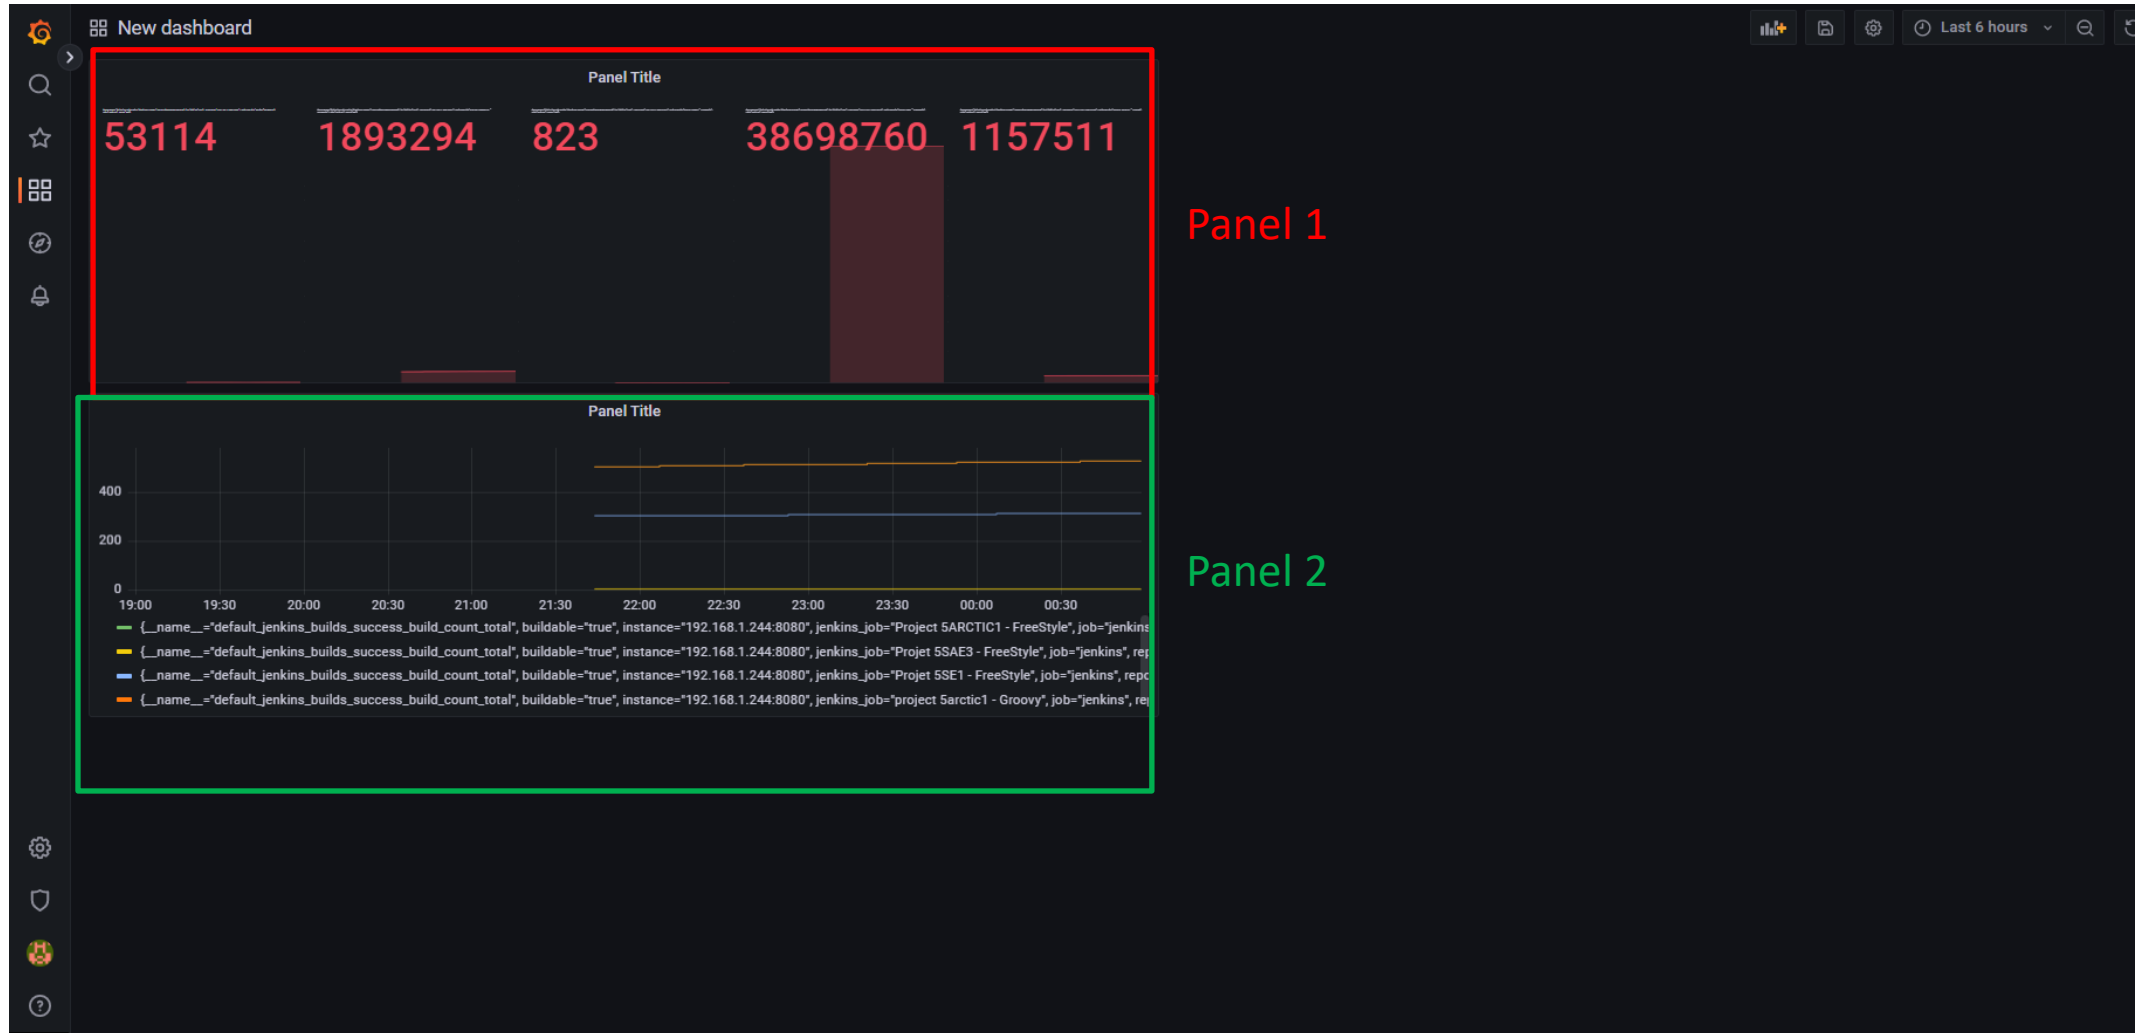 New dashboard
Last 6 hours
Panel Title
53114 1893294 823 38698760 1157511
Panel 1
Panel Title
400
200
0
19:00 19:30 20:00 20:30 21:00 21:30 22:00 22:30 23:00 23:30 00:00 00:30
{__name__="default_jenkins_builds_success_build_count_total", buildable="true", instance="192.168.1.244:8080", jenkins_job="Project 5ARCTIC1 - FreeStyle", job="jenkins
{__name__="default_jenkins_builds_success_build_count_total", buildable="true", instance="192.168.1.244:8080", jenkins_job="Projet 5SAE3 - FreeStyle", job="jenkins", rep
{__name__="default_jenkins_builds_success_build_count_total", buildable="true", instance="192.168.1.244:8080", jenkins_job="Projet 5SE1 - FreeStyle", job="jenkins", repo
{__name__="default_jenkins_builds_success_build_count_total", buildable="true", instance="192.168.1.244:8080", jenkins_job="project 5arctic1 - Groovy", job="jenkins", re
Panel 2